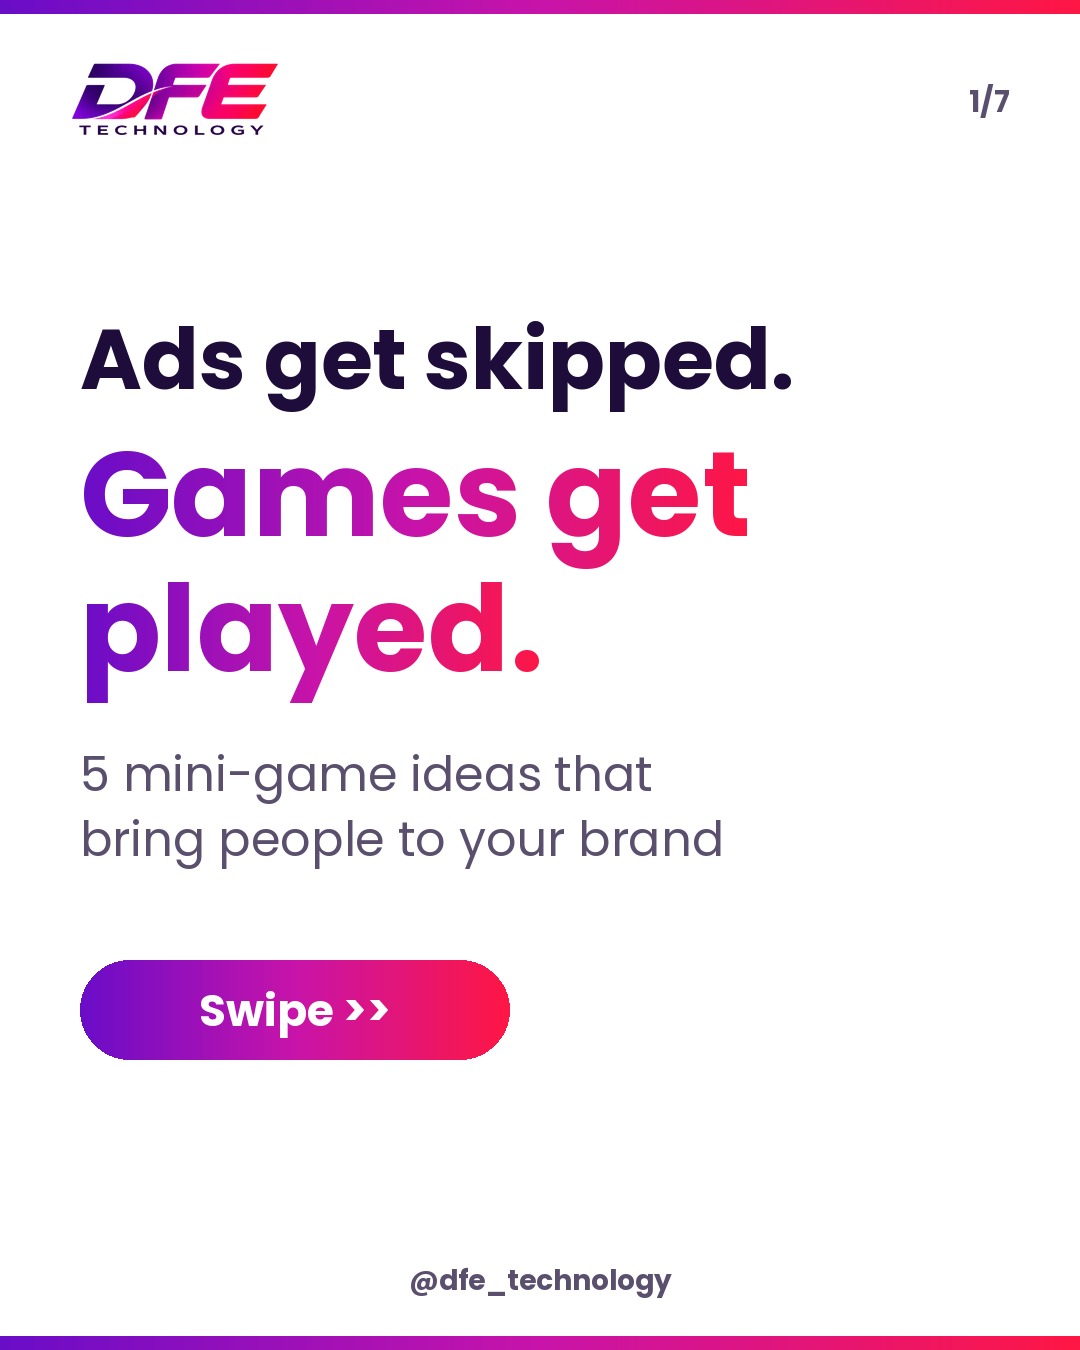 DFE
TECHNOLOGY
1/7
Ads get skipped.
Games get
played.
5 mini-game ideas that
bring people to your brand
Swipe >>
@dfe_technology